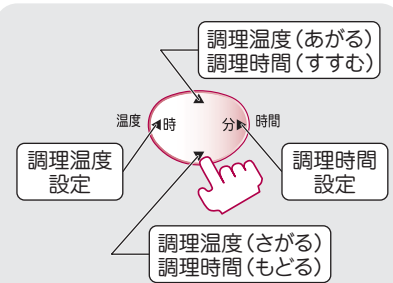 調理温度（あがる）
調理時間（すすむ）
温度 ◀時 分▶ 時間
調理温度
設定
調理時間
設定
調理温度（さがる）
調理時間（もどる）